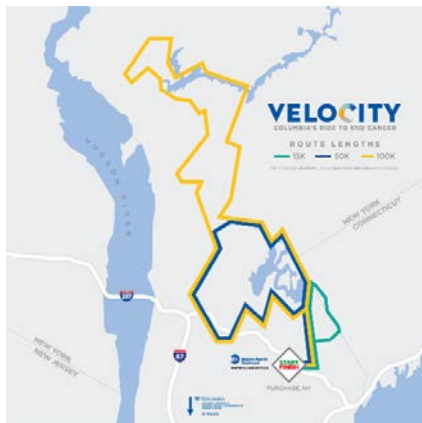 VELOCITY
COLUMBIA'S RIDE TO END CANCER
ROUTE LENGTHS
15K 50K 100K
HUDSON RIVER
NEW YORK
CONNECTICUT
287
87
NEW YORK
NEW JERSEY
START
FINISH
PURCHASE, NY